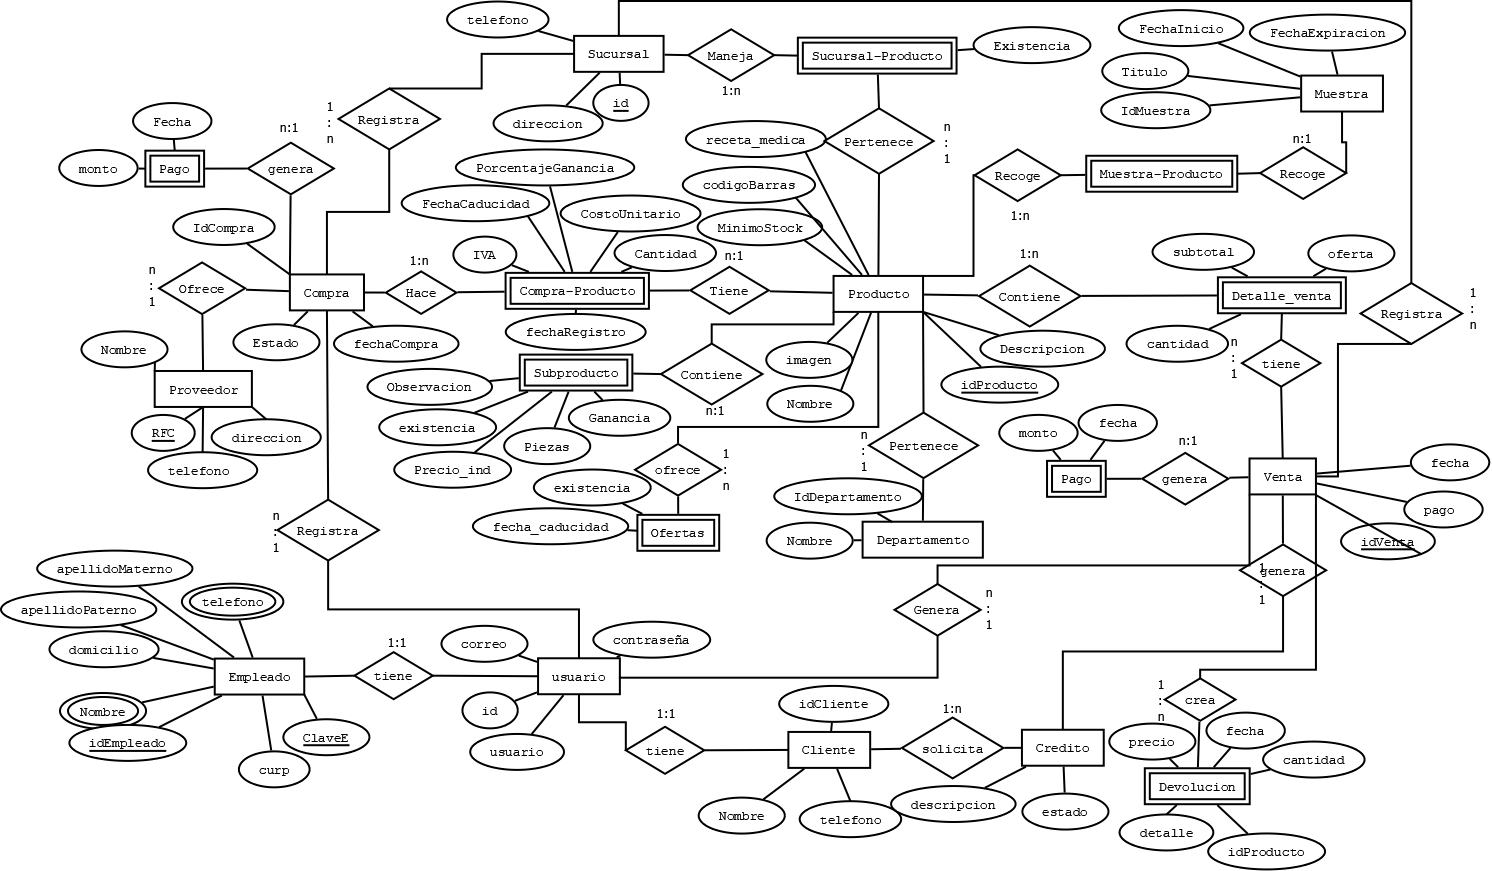 telefono
Sucursal
Maneja
1:n
Sucursal-Producto
Existencia
FechaInicio
FechaExpiracion
Titulo
IdMuestra
Muestra
direccion
id
1
:
n
Registra
Fecha
monto
Pago
n:1
genera
PorcentajeGanancia
receta_medica
Pertenece
n
:
1
FechaCaducidad
codigoBarras
CostoUnitario
MinimoStock
Recoge
1:n
Muestra-Producto
n:1
Recoge
IdCompra
IVA
Cantidad
n
:
1
Ofrece
Compra
1:n
Hace
Compra-Producto
n:1
Tiene
Producto
1:n
Contiene
subtotal
oferta
Detalle_venta
Registra
1
:
n
Estado
fechaCompra
fechaRegistro
cantidad
n
:
1
tiene
Nombre
Proveedor
RFC
direccion
telefono
Observacion
Subproducto
existencia
Ganancia
Piezas
Precio_ind
Contiene
n:1
imagen
Nombre
Descripcion
idProducto
ofrece
1
:
n
n
:
1
Pertenece
monto
fecha
Pago
n:1
genera
Venta
fecha
pago
idVenta
existencia
fecha_caducidad
Ofertas
IdDepartamento
Nombre
Departamento
n
:
1
Registra
apellidoMaterno
telefono
apellidoPaterno
domicilio
Empleado
Nombre
idEmpleado
curp
ClaveE
1:1
tiene
correo
contraseña
usuario
id
usuario
Genera
n
:
1
genera
1
:
1
1:1
tiene
idCliente
Cliente
Nombre
telefono
1:n
solicita
Credito
descripcion
estado
1
:
n
crea
precio
fecha
cantidad
Devolucion
detalle
idProducto